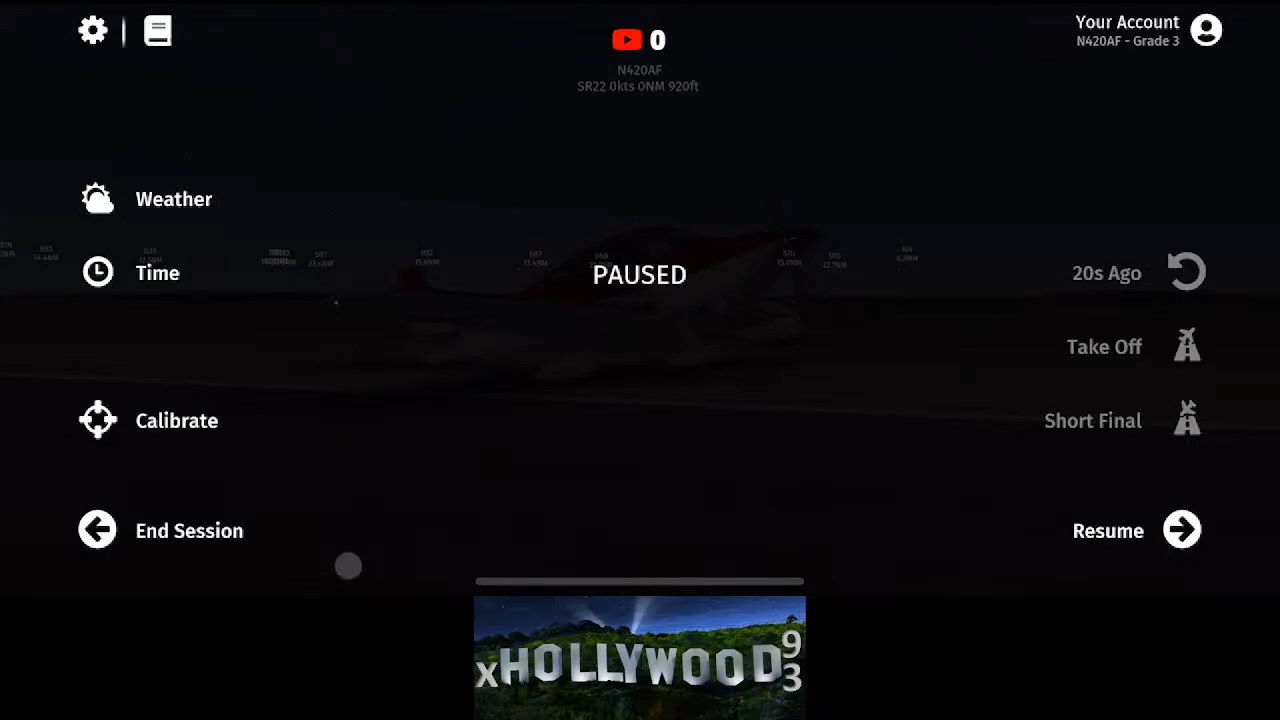 Your Account
N420AF - Grade 3
0
N420AF
SR22 0kts 0NM 920ft
Weather
Time
PAUSED
20s Ago
Take Off
Calibrate
Short Final
End Session
Resume
xHOLLYWOOD93